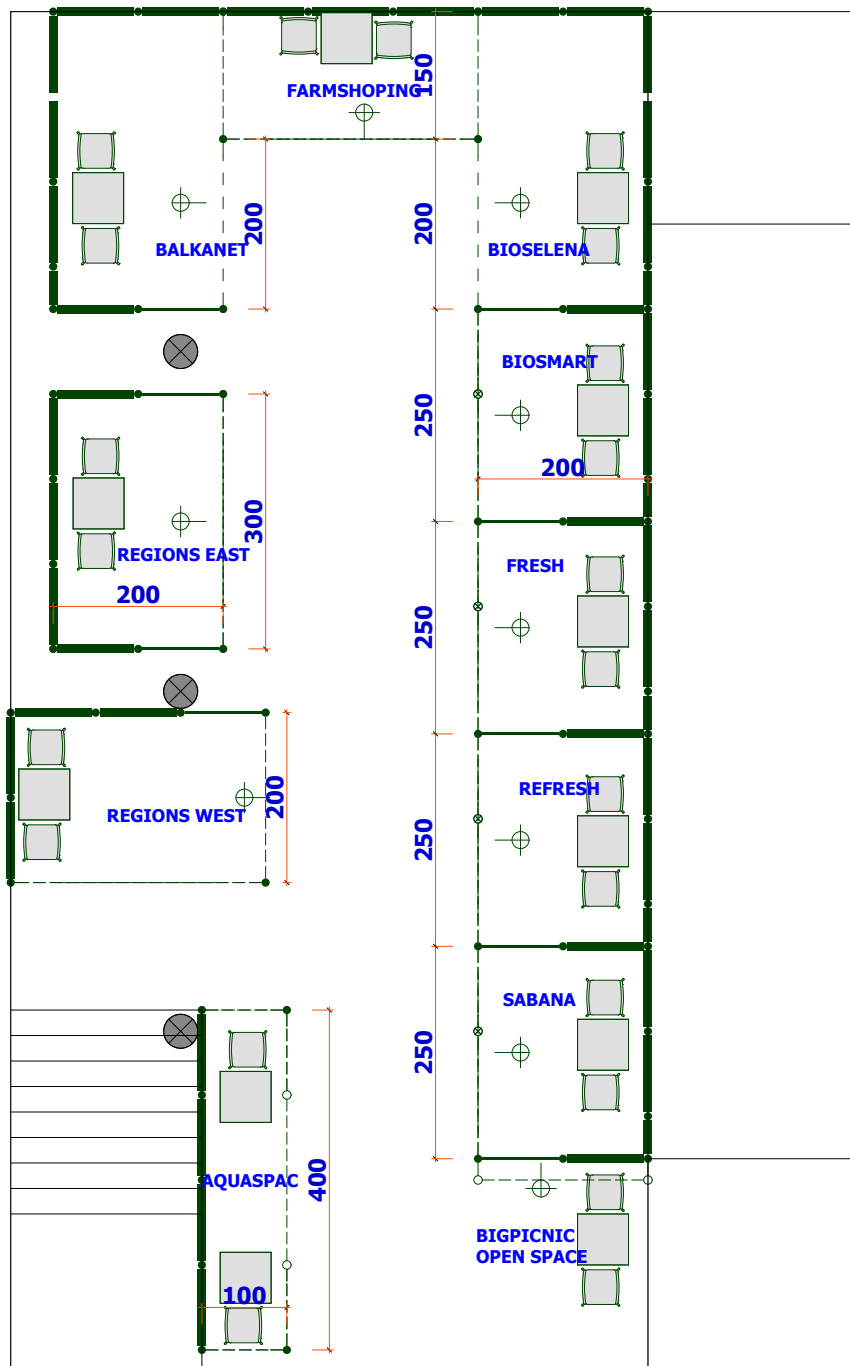 FARMSHOPING
150
BALKANET
200
200
BIOSELENA
BIOSMART
250
200
REGIONS EAST
300
200
FRESH
250
REGIONS WEST
200
REFRESH
250
SABANA
250
AQUASPAC
400
100
BIGPICNIC
OPEN SPACE